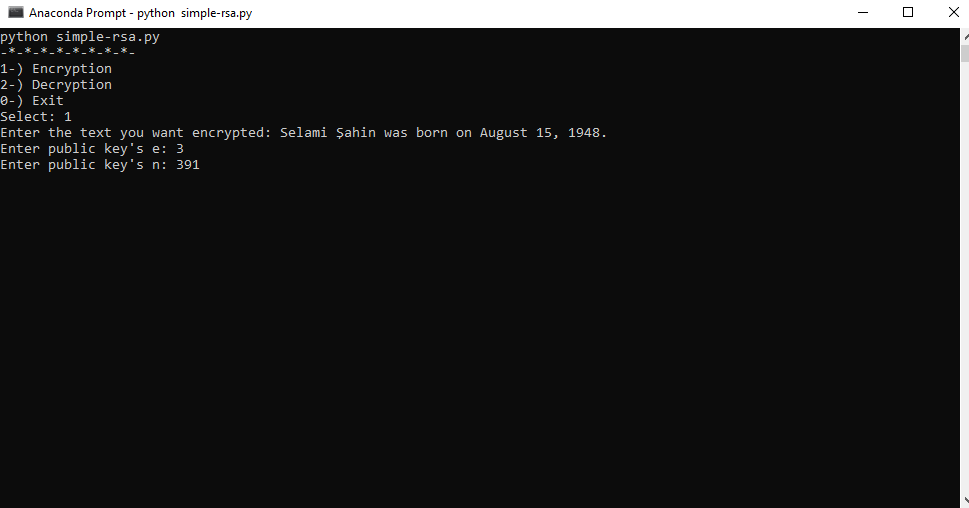 Anaconda Prompt - python  simple-rsa.py
python simple-rsa.py
-*-*-*-*-*-*-*-*-
1-) Encryption
2-) Decryption
0-) Exit
Select: 1
Enter the text you want encrypted: Selami Şahin was born on August 15, 1948.
Enter public key's e: 3
Enter public key's n: 391